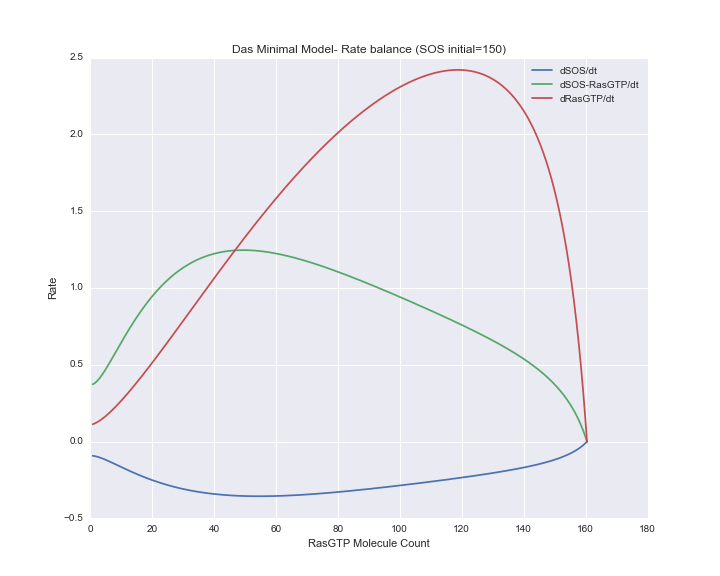 Das Minimal Model- Rate balance (SOS initial=150)
2.5
2.0
1.5
1.0
0.5
0.0
−0.5
Rate
dSOS/dt
dSOS-RasGTP/dt
dRasGTP/dt
0 20 40 60 80 100 120 140 160 180
RasGTP Molecule Count